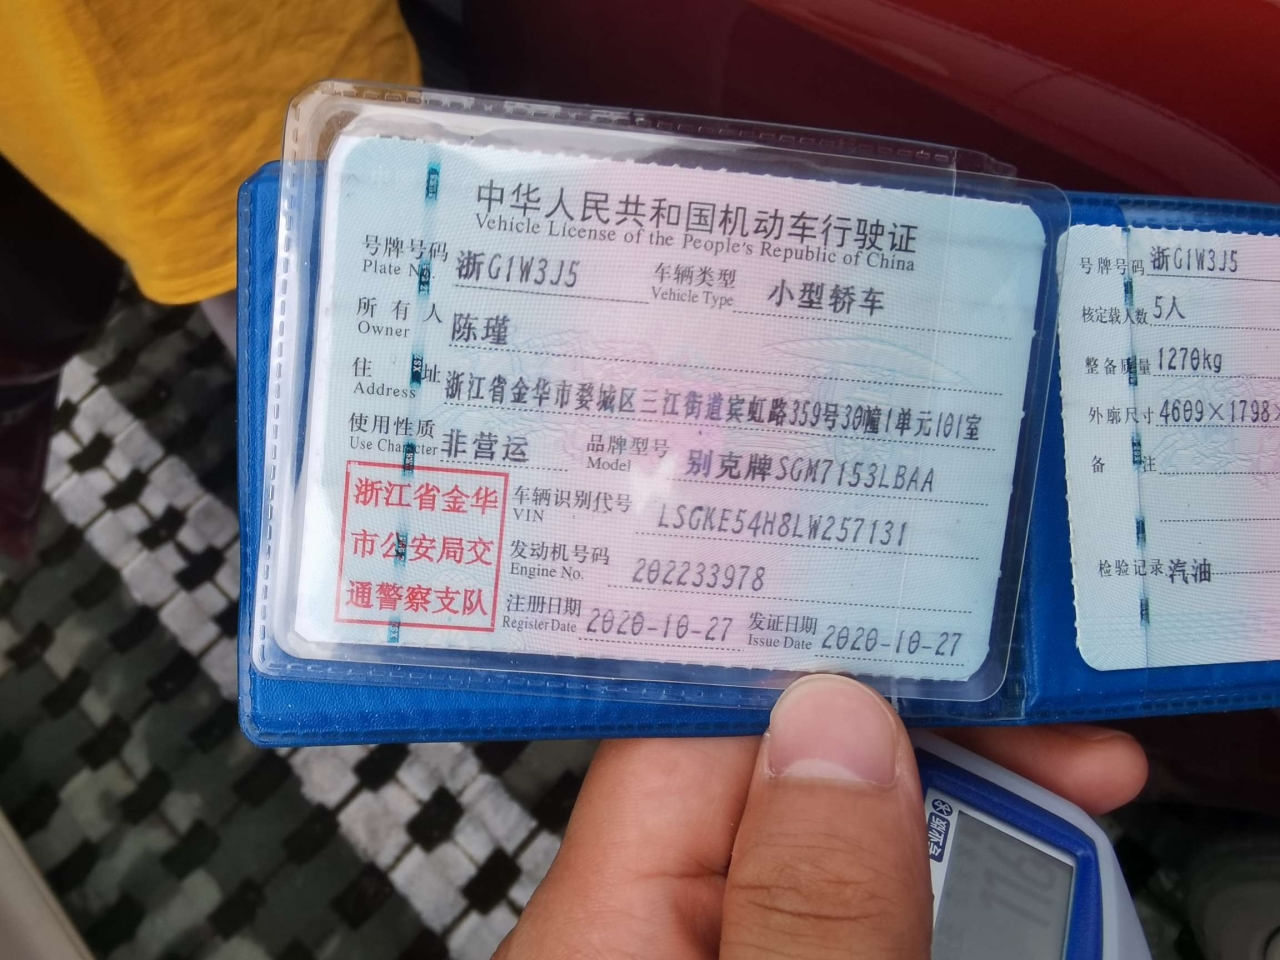 中华人民共和国机动车行驶证
Vehicle License of the People's Republic of China
号牌号码 浙G1W3J5 车辆类型 小型轿车
Plate No. Vehicle Type
所有人 陈瑾
Owner
住址 浙江省金华市婺城区三江街道宾虹路359号30幢1单元101室
Address
使用性质 非营运 品牌型号 别克牌SGM7153LBAA
Use Character Model
浙江省金华
市公安局交
通警察支队
车辆识别代号 LSGKE54H8LW257131
VIN
发动机号码 202233978
Engine No.
注册日期 2020-10-27 发证日期 2020-10-27
Register Date Issue Date
号牌号码 浙G1W3J5
核定载人数 5人
整备质量 1270kg
外廓尺寸 4609×1798×
备注
检验记录 汽油
专业版
116